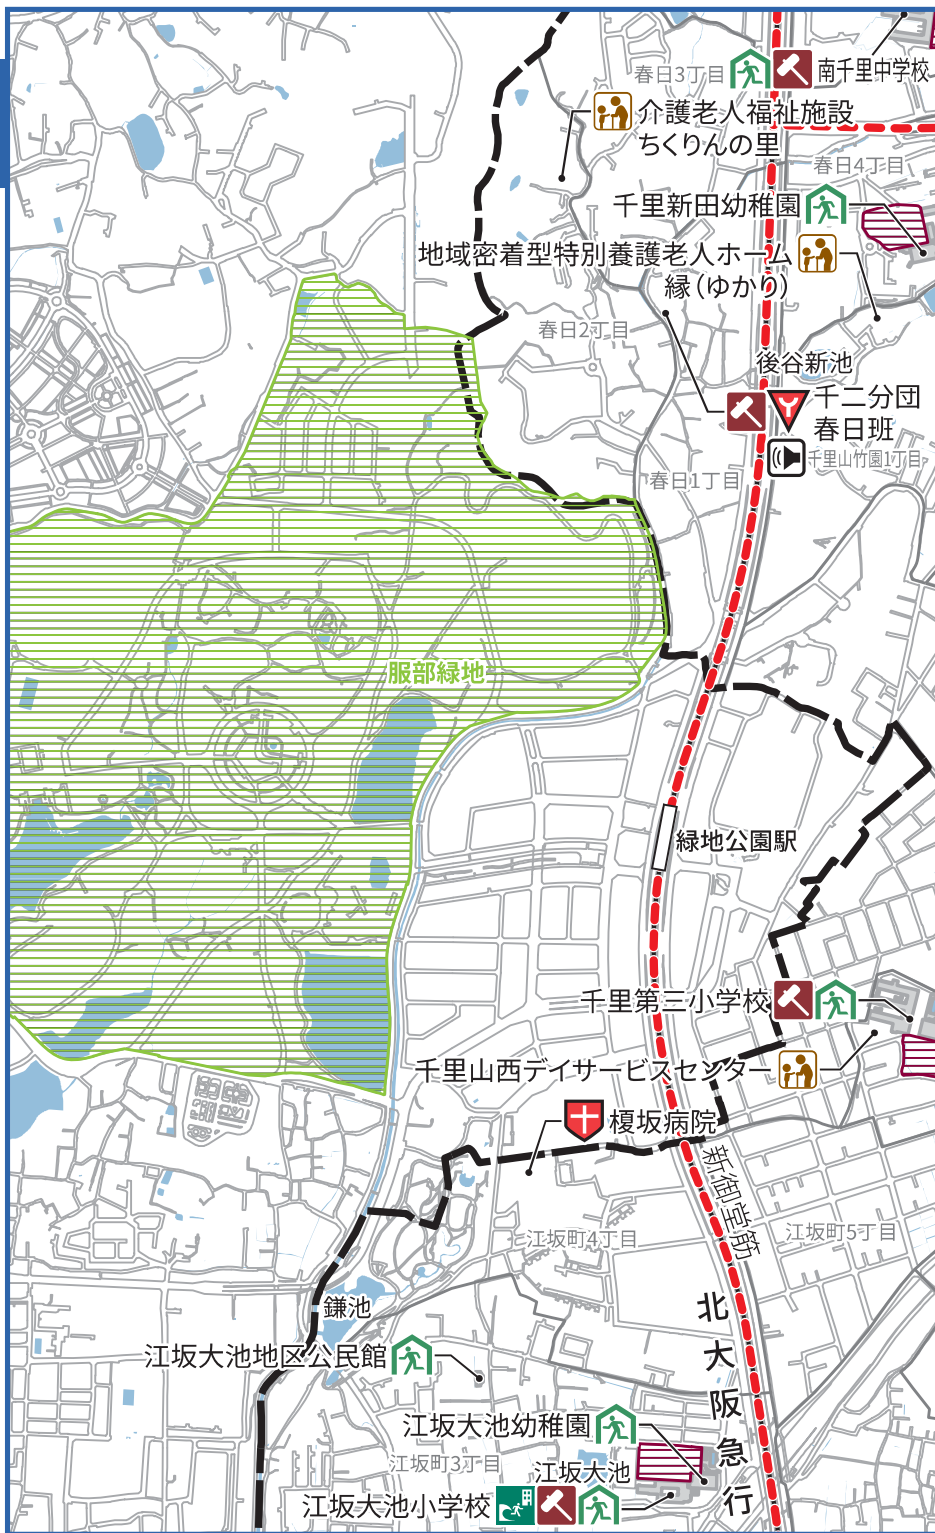 春日3丁目
南千里中学校
介護老人福祉施設
ちくりんの里
春日4丁目
千里新田幼稚園
地域密着型特別養護老人ホーム
縁（ゆかり）
春日2丁目
後谷新池
千二分団
春日班
千里山竹園1丁目
春日1丁目
服部緑地
緑地公園駅
千里第三小学校
千里山西デイサービスセンター
榎坂病院
新御堂筋
江坂町4丁目
江坂町5丁目
鎌池
北大阪急行
江坂大池地区公民館
江坂大池幼稚園
江坂町3丁目
江坂大池
江坂大池小学校